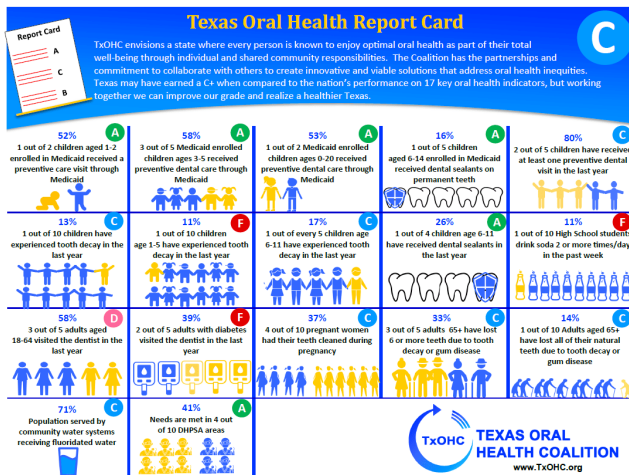 Report Card
A
C
B
Texas Oral Health Report Card
TxOHC envisions a state where every person is known to enjoy optimal oral health as part of their total
well-being through individual and shared community responsibilities. The Coalition has the partnerships and
commitment to collaborate with others to create innovative and viable solutions that address oral health inequities.
Texas may have earned a C+ when compared to the nation's performance on 17 key oral health indicators, but working
together we can improve our grade and realize a healthier Texas.
C
52%
A
1 out of 2 children aged 1-2
enrolled in Medicaid received a
preventive care visit through
Medicaid
58%
A
3 out of 5 Medicaid enrolled
children ages 3-5 received
preventive dental care through
Medicaid
53%
A
1 out of 2 Medicaid enrolled
children ages 0-20 received
preventive dental care through
Medicaid
16%
A
1 out of 5 children
aged 6-14 enrolled in Medicaid
received dental sealants on
permanent teeth
80%
C
2 out of 5 children have received
at least one preventive dental
visit in the last year
13%
C
1 out of 10 children have
experienced tooth decay in the
last year
11%
F
1 out of 10 children
age 1-5 have experienced tooth
decay in the last year
17%
C
1 out of every 5 children age
6-11 have experienced tooth
decay in the last year
26%
A
1 out of 4 children age 6-11
have received dental sealants in
the last year
11%
F
1 out of 10 High School students
drink soda 2 or more times/day
in the past week
58%
D
3 out of 5 adults aged
18-64 visited the dentist in the
last year
39%
F
2 out of 5 adults with diabetes
visited the dentist in the last
year
37%
C
4 out of 10 pregnant women
had their teeth cleaned during
pregnancy
33%
C
3 out of 5 adults 65+ have lost
6 or more teeth due to tooth
decay or gum disease
14%
C
1 out of 10 Adults aged 65+
have lost all of their natural
teeth due to tooth decay or
gum disease
71%
C
Population served by
community water systems
receiving fluoridated water
41%
A
Needs are met in 4 out
of 10 DHPSA areas
TxOHC
TEXAS ORAL
HEALTH COALITION
www.TxOHC.org